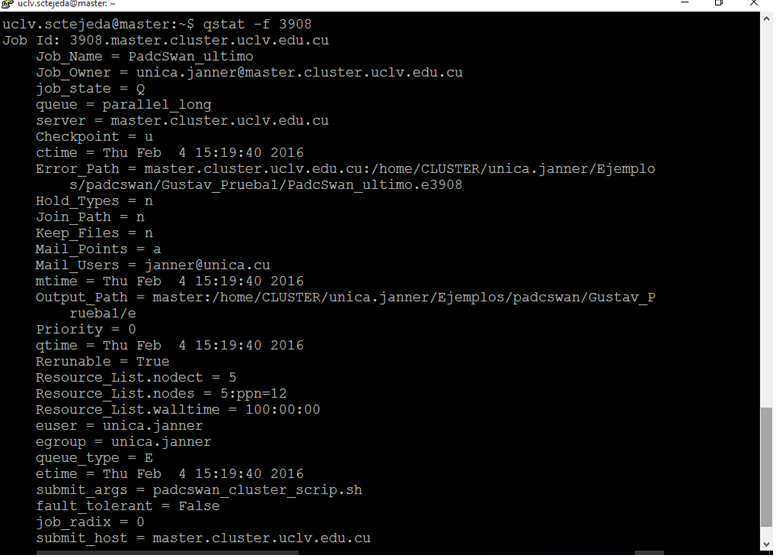 uclv.sctejeda@master: ~
uclv.sctejeda@master:~$ qstat -f 3908
Job Id: 3908.master.cluster.uclv.edu.cu
Job_Name = PadcSwan_ultimo
Job_Owner = unica.janner@master.cluster.uclv.edu.cu
job_state = Q
queue = parallel_long
server = master.cluster.uclv.edu.cu
Checkpoint = u
ctime = Thu Feb  4 15:19:40 2016
Error_Path = master.cluster.uclv.edu.cu:/home/CLUSTER/unica.janner/Ejemplo
s/padcswan/Gustav_Prueba1/PadcSwan_ultimo.e3908
Hold_Types = n
Join_Path = n
Keep_Files = n
Mail_Points = a
Mail_Users = janner@unica.cu
mtime = Thu Feb  4 15:19:40 2016
Output_Path = master:/home/CLUSTER/unica.janner/Ejemplos/padcswan/Gustav_P
rueba1/e
Priority = 0
qtime = Thu Feb  4 15:19:40 2016
Rerunable = True
Resource_List.nodect = 5
Resource_List.nodes = 5:ppn=12
Resource_List.walltime = 100:00:00
euser = unica.janner
egroup = unica.janner
queue_type = E
etime = Thu Feb  4 15:19:40 2016
submit_args = padcswan_cluster_scrip.sh
fault_tolerant = False
job_radix = 0
submit_host = master.cluster.uclv.edu.cu